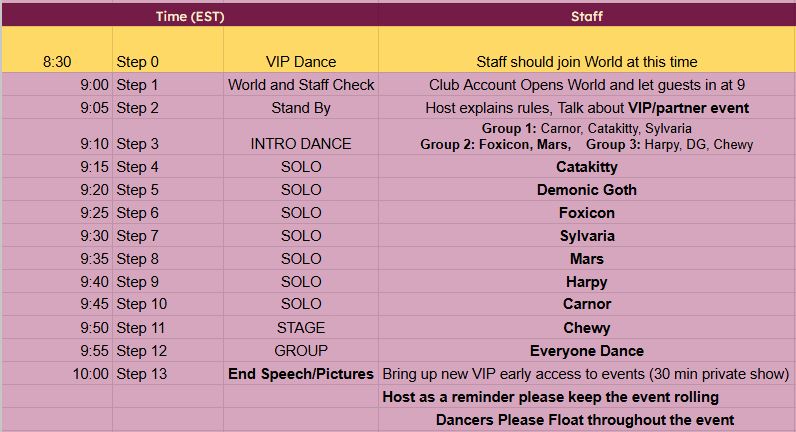 Time (EST) Staff
8:30 Step 0 VIP Dance Staff should join World at this time
9:00 Step 1 World and Staff Check Club Account Opens World and let guests in at 9
9:05 Step 2 Stand By Host explains rules, Talk about VIP/partner event
9:10 Step 3 INTRO DANCE Group 1: Carnor, Catakitty, Sylvaria
Group 2: Foxicon, Mars, Group 3: Harpy, DG, Chewy
9:15 Step 4 SOLO Catakitty
9:20 Step 5 SOLO Demonic Goth
9:25 Step 6 SOLO Foxicon
9:30 Step 7 SOLO Sylvaria
9:35 Step 8 SOLO Mars
9:40 Step 9 SOLO Harpy
9:45 Step 10 SOLO Carnor
9:50 Step 11 STAGE Chewy
9:55 Step 12 GROUP Everyone Dance
10:00 Step 13 End Speech/Pictures Bring up new VIP early access to events (30 min private show)
Host as a reminder please keep the event rolling
Dancers Please Float throughout the event